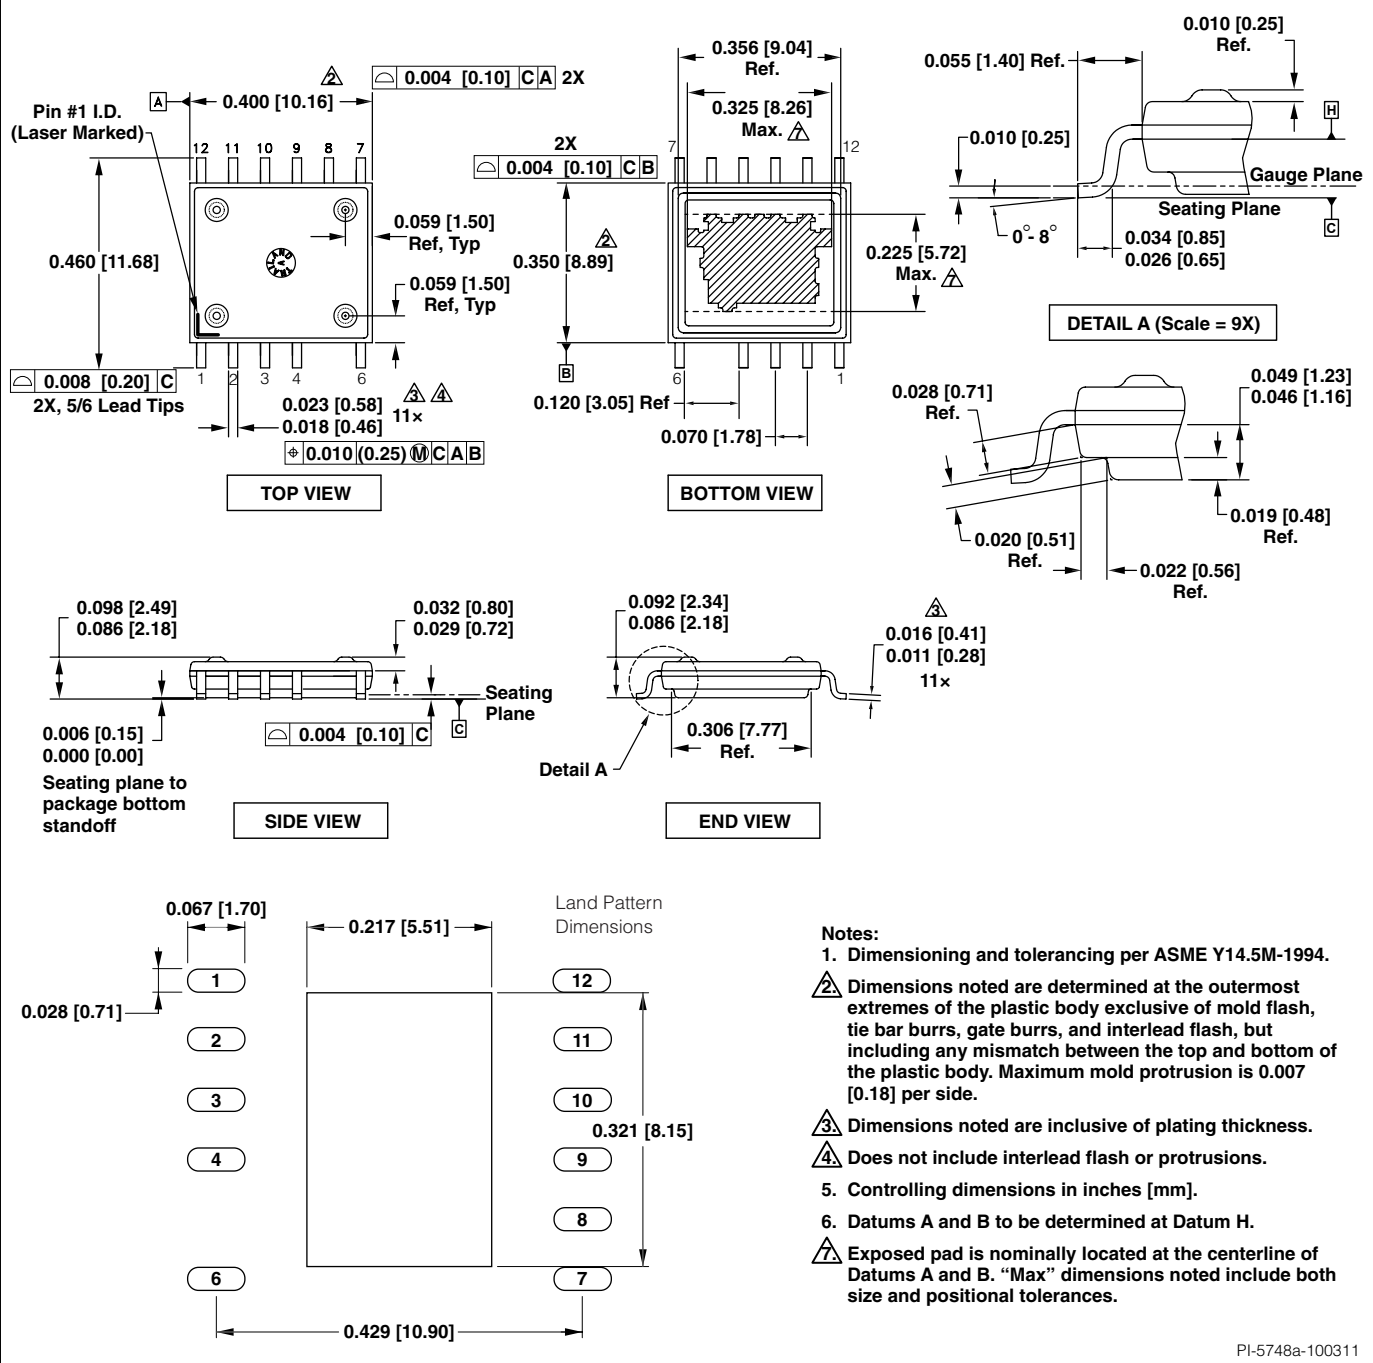 0.010 [0.25]
Ref.
0.055 [1.40] Ref.
0.356 [9.04]
Ref.
2
0.004 [0.10] C A 2X
A
0.400 [10.16]
Pin #1 I.D.
(Laser Marked)
0.325 [8.26]
Max. 7
H
0.010 [0.25]
12 11 10 9 8 7
2X
0.004 [0.10] C B
7 12
Gauge Plane
Seating Plane
C
0°- 8°
0.034 [0.85]
0.026 [0.65]
0.059 [1.50]
Ref, Typ
2
0.350 [8.89]
0.225 [5.72]
Max. 7
0.460 [11.68]
0.059 [1.50]
Ref, Typ
DETAIL A (Scale = 9X)
B
1 2 3 4 6
6 1
0.008 [0.20] C
2X, 5/6 Lead Tips
3 4
0.023 [0.58]
0.018 [0.46]
11×
0.010 (0.25) M C A B
0.120 [3.05] Ref
0.070 [1.78]
0.028 [0.71]
Ref.
0.049 [1.23]
0.046 [1.16]
TOP VIEW
BOTTOM VIEW
0.019 [0.48]
Ref.
0.020 [0.51]
Ref.
0.022 [0.56]
Ref.
0.098 [2.49]
0.086 [2.18]
0.032 [0.80]
0.029 [0.72]
0.092 [2.34]
0.086 [2.18]
3
0.016 [0.41]
0.011 [0.28]
11×
Seating
Plane
0.006 [0.15]
0.000 [0.00]
Seating plane to
package bottom
standoff
0.004 [0.10] C
C
0.306 [7.77]
Ref.
Detail A
SIDE VIEW
END VIEW
0.067 [1.70]
0.217 [5.51]
Land Pattern
Dimensions
0.028 [0.71]
1
2
3
4
6
12
11
10
9
8
7
0.321 [8.15]
0.429 [10.90]
Notes:
1. Dimensioning and tolerancing per ASME Y14.5M-1994.
2. Dimensions noted are determined at the outermost
extremes of the plastic body exclusive of mold flash,
tie bar burrs, gate burrs, and interlead flash, but
including any mismatch between the top and bottom of
the plastic body. Maximum mold protrusion is 0.007
[0.18] per side.
3. Dimensions noted are inclusive of plating thickness.
4. Does not include interlead flash or protrusions.
5. Controlling dimensions in inches [mm].
6. Datums A and B to be determined at Datum H.
7. Exposed pad is nominally located at the centerline of
Datums A and B. “Max” dimensions noted include both
size and positional tolerances.
PI-5748a-100311